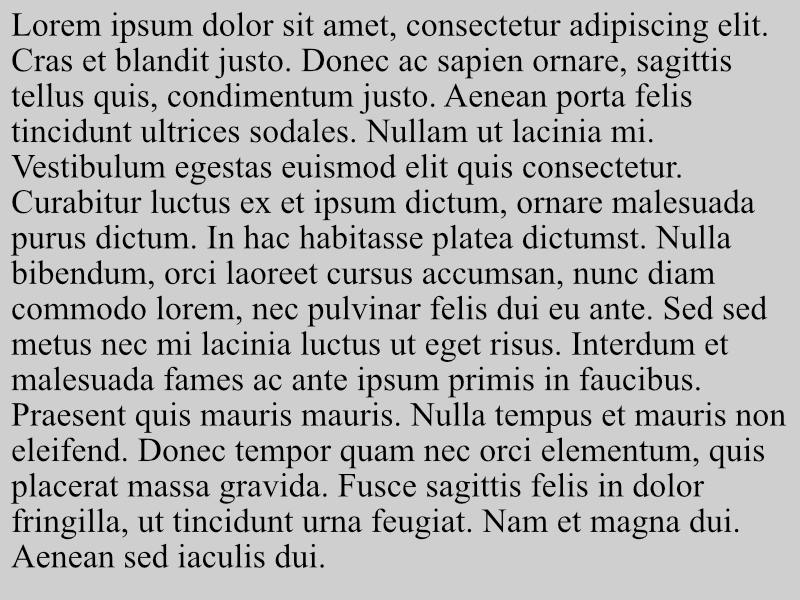 Lorem ipsum dolor sit amet, consectetur adipiscing elit.
Cras et blandit justo. Donec ac sapien ornare, sagittis
tellus quis, condimentum justo. Aenean porta felis
tincidunt ultrices sodales. Nullam ut lacinia mi.
Vestibulum egestas euismod elit quis consectetur.
Curabitur luctus ex et ipsum dictum, ornare malesuada
purus dictum. In hac habitasse platea dictumst. Nulla
bibendum, orci laoreet cursus accumsan, nunc diam
commodo lorem, nec pulvinar felis dui eu ante. Sed sed
metus nec mi lacinia luctus ut eget risus. Interdum et
malesuada fames ac ante ipsum primis in faucibus.
Praesent quis mauris mauris. Nulla tempus et mauris non
eleifend. Donec tempor quam nec orci elementum, quis
placerat massa gravida. Fusce sagittis felis in dolor
fringilla, ut tincidunt urna feugiat. Nam et magna dui.
Aenean sed iaculis dui.